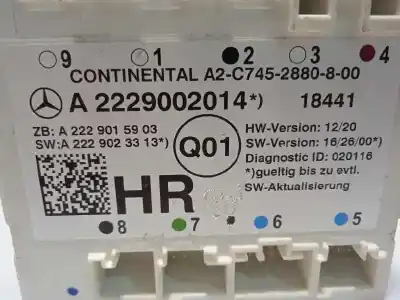 9 1 2 3 4
CONTINENTAL A2-C745-2880-8-00
A 2229002014*) 18441
ZB: A 222 901 59 03
SW:A 222 902 33 13*)
Q01
HW-Version: 12/20
SW-Version: 16/26/00*)
Diagnostic ID: 020116
*)gueltig bis zu evtl.
SW-Aktualisierung
HR
8 7 6 5